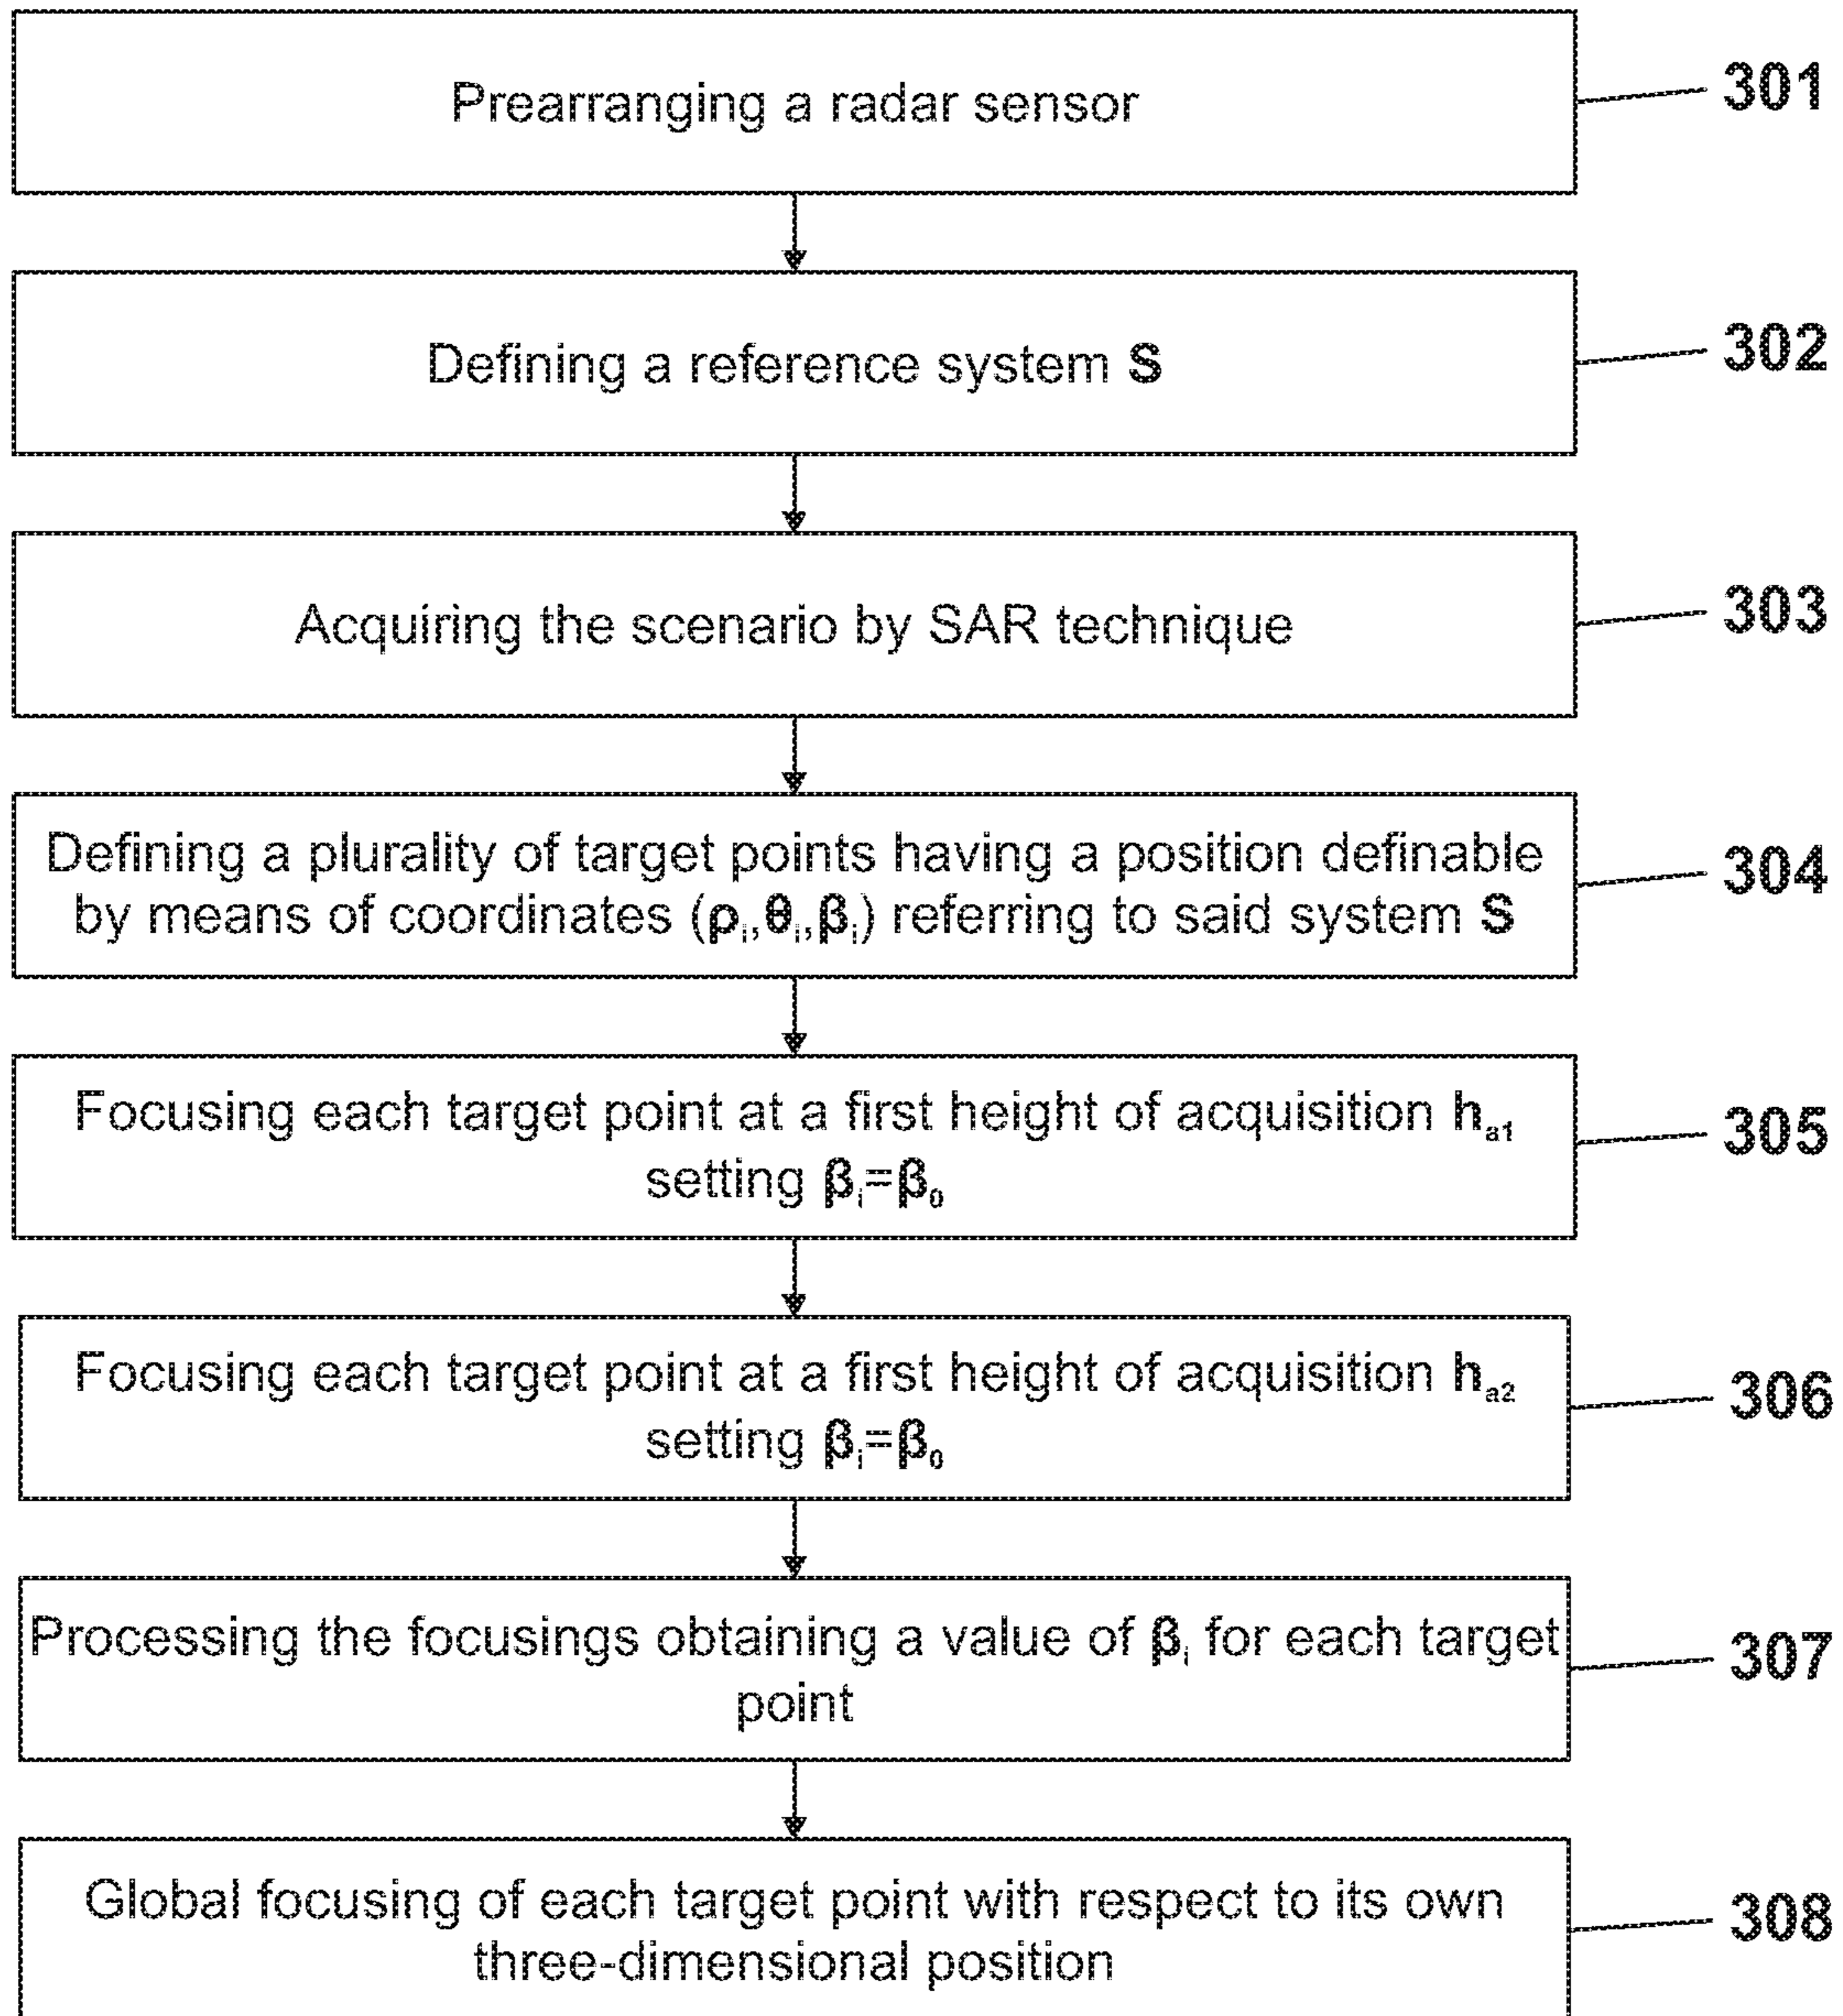 Prearranging a radar sensor
301
Defining a reference system S
302
Acquiring the scenario by SAR technique
303
Defining a plurality of target points having a position definable
by means of coordinates (ρᵢ,θᵢ,βᵢ) referring to said system S
304
Focusing each target point at a first height of acquisition hₐ₁
setting βᵢ=β₀
305
Focusing each target point at a first height of acquisition hₐ₂
setting βᵢ=β₀
306
Processing the focusings obtaining a value of βᵢ for each target
point
307
Global focusing of each target point with respect to its own
three-dimensional position
308